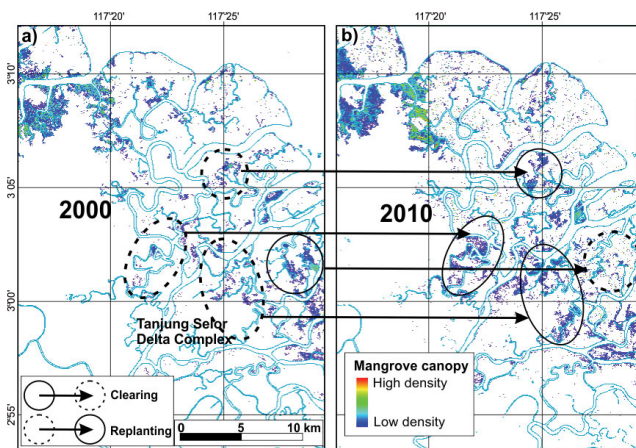 117°20' 117°25' 117°20' 117°25'
a) b)
3°10'
3°05'
2000 2010
3°00'
Tanjung Selor
Delta Complex
Mangrove canopy
High density
Low density
Clearing
Replanting
0 5 10 km
2°55'